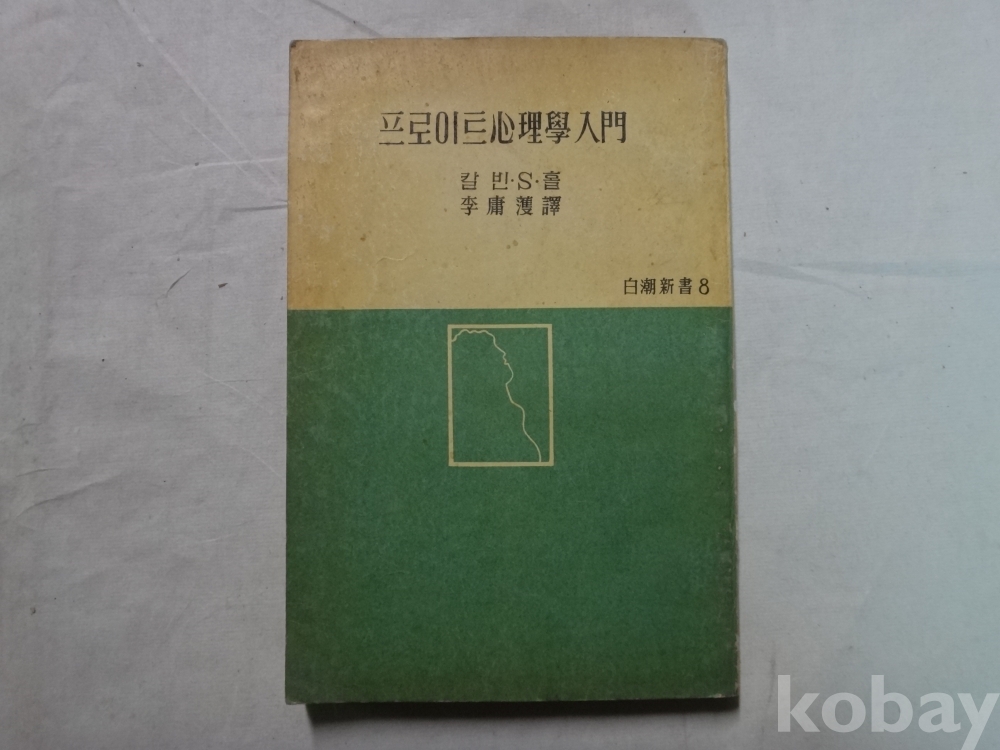 프로이트心理學入門
칼 빈·S·홀
李庸濩譯
白潮新書 8
kobay